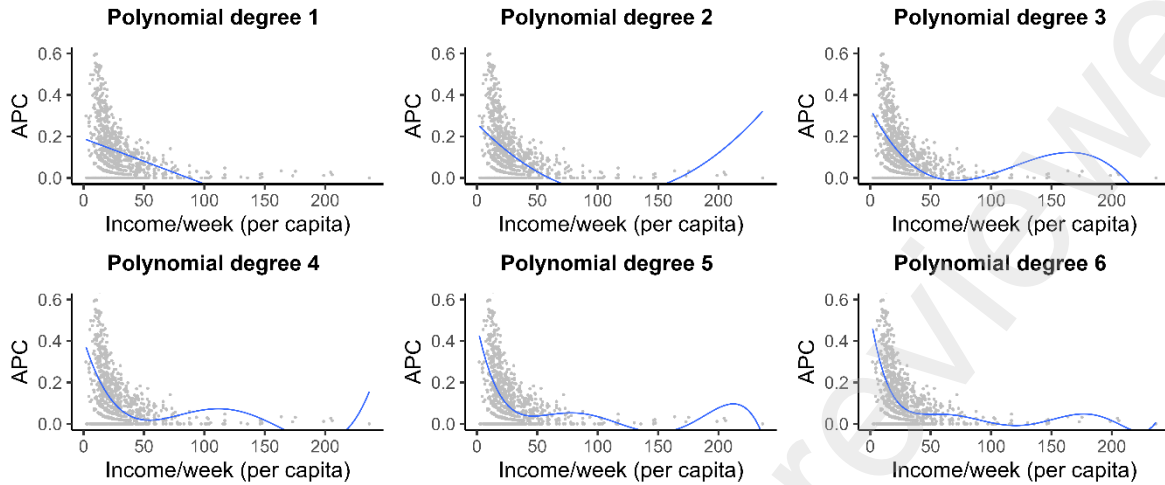 Polynomial degree 1 Polynomial degree 2 Polynomial degree 3
0.6 0.6 0.6
0.4 0.4 0.4
0.2 0.2 0.2
0.0 0.0 0.0
APC APC APC
0 50 100 150 200 0 50 100 150 200 0 50 100 150 200
Income/week (per capita) Income/week (per capita) Income/week (per capita)
Polynomial degree 4 Polynomial degree 5 Polynomial degree 6
0.6 0.6 0.6
0.4 0.4 0.4
0.2 0.2 0.2
0.0 0.0 0.0
APC APC APC
0 50 100 150 200 0 50 100 150 200 0 50 100 150 200
Income/week (per capita) Income/week (per capita) Income/week (per capita)
reviewe